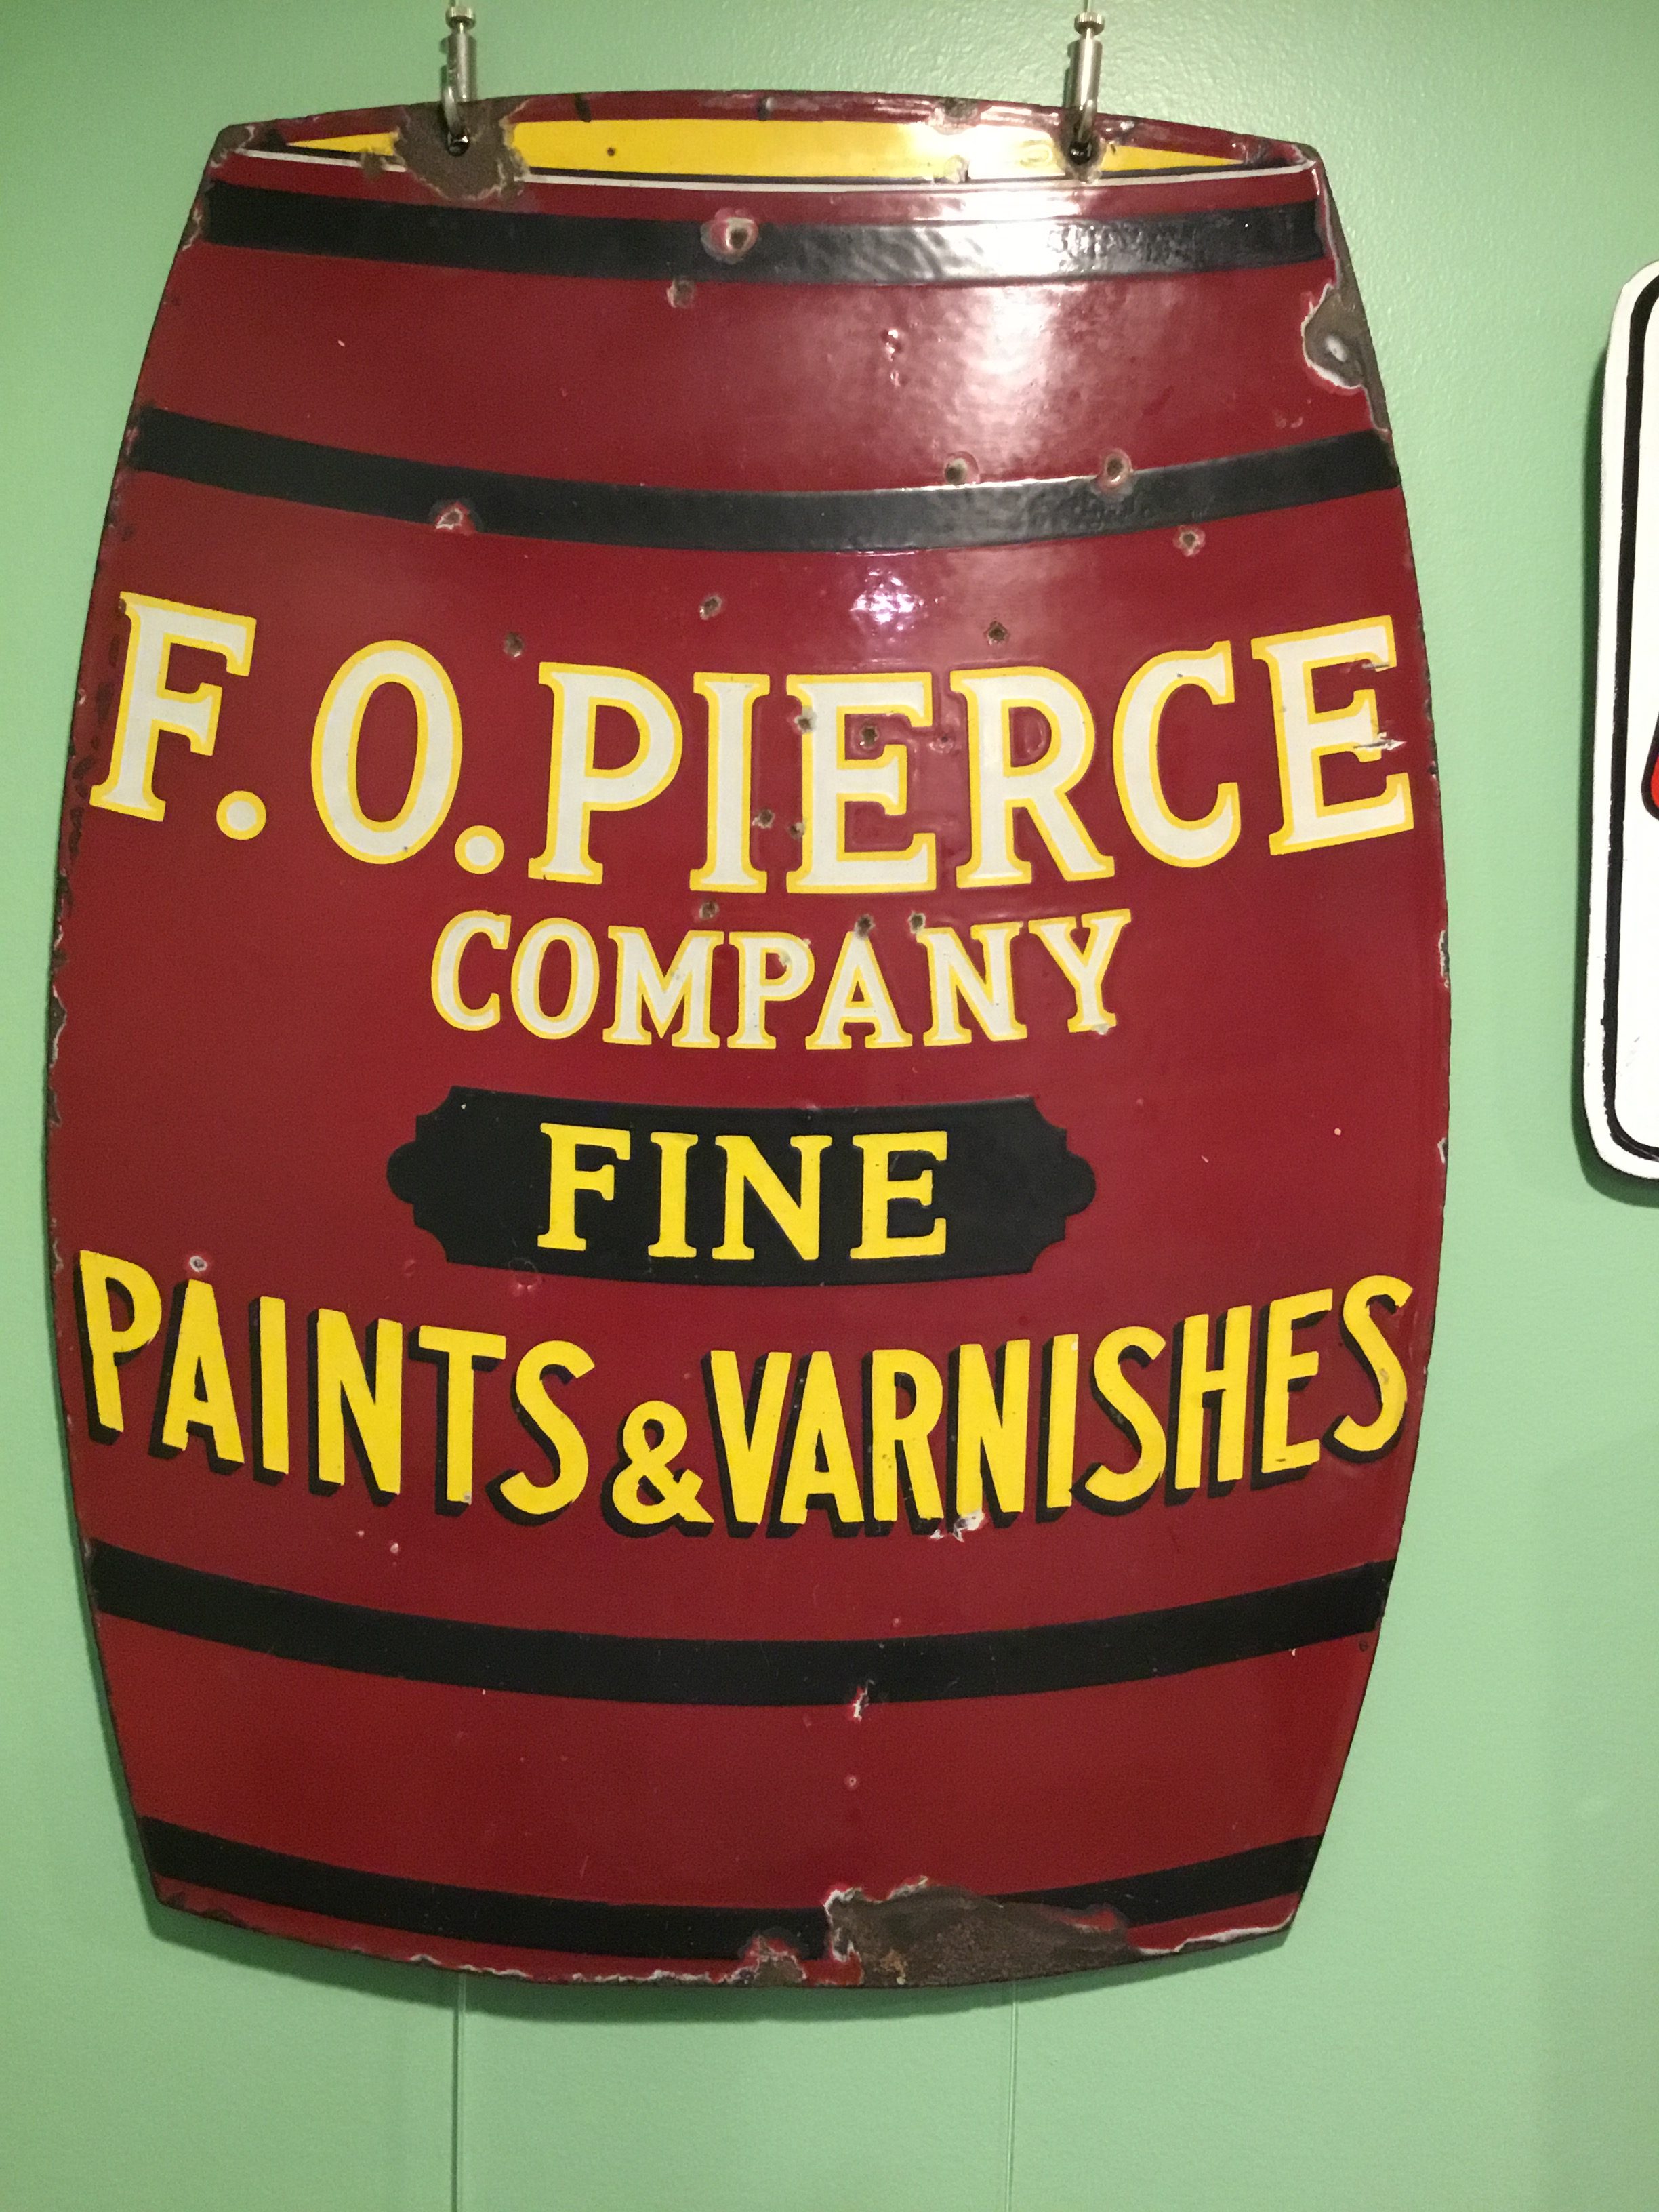 F. O. PIERCE
COMPANY
FINE
PAINTS & VARNISHES